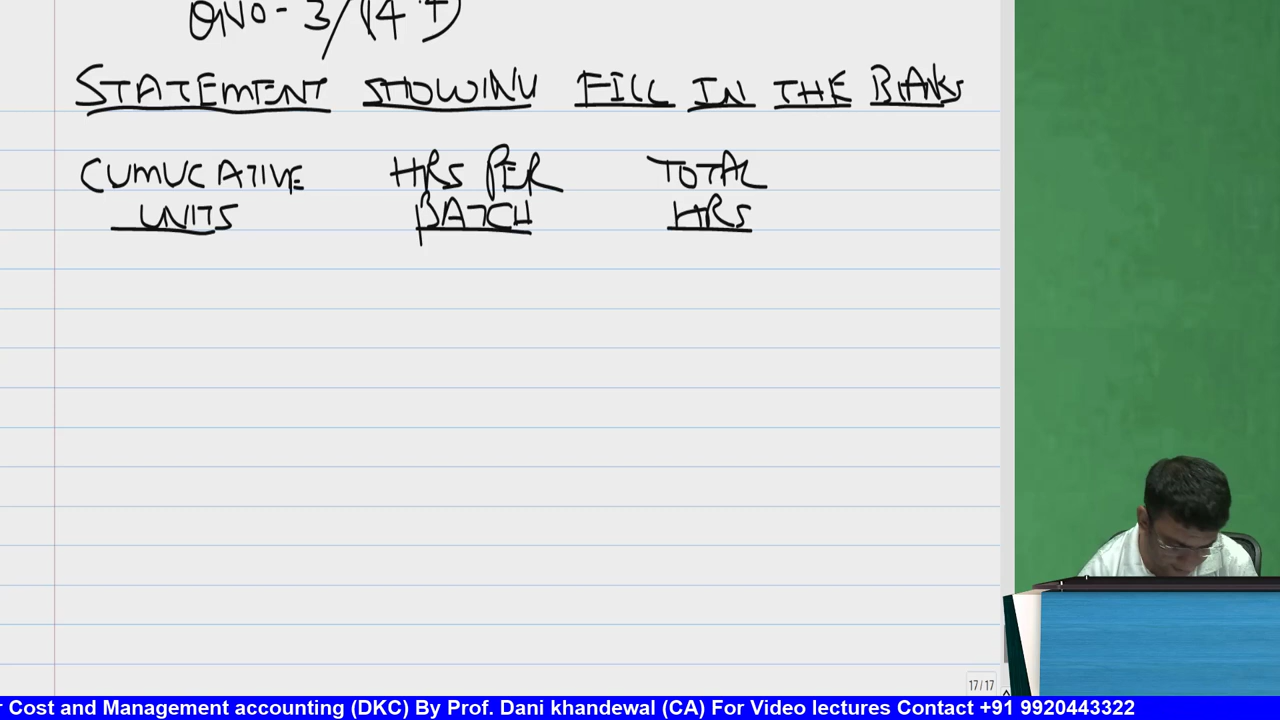 QNO - 3 / (14 +)
STATEMENT SHOWING FILL IN THE BLANKS
CUMULATIVE UNITS
HRS PER BATCH
TOTAL HRS
17/17
r Cost and Management accounting (DKC) By Prof. Dani khandewal (CA) For Video lectures Contact +91 9920443322